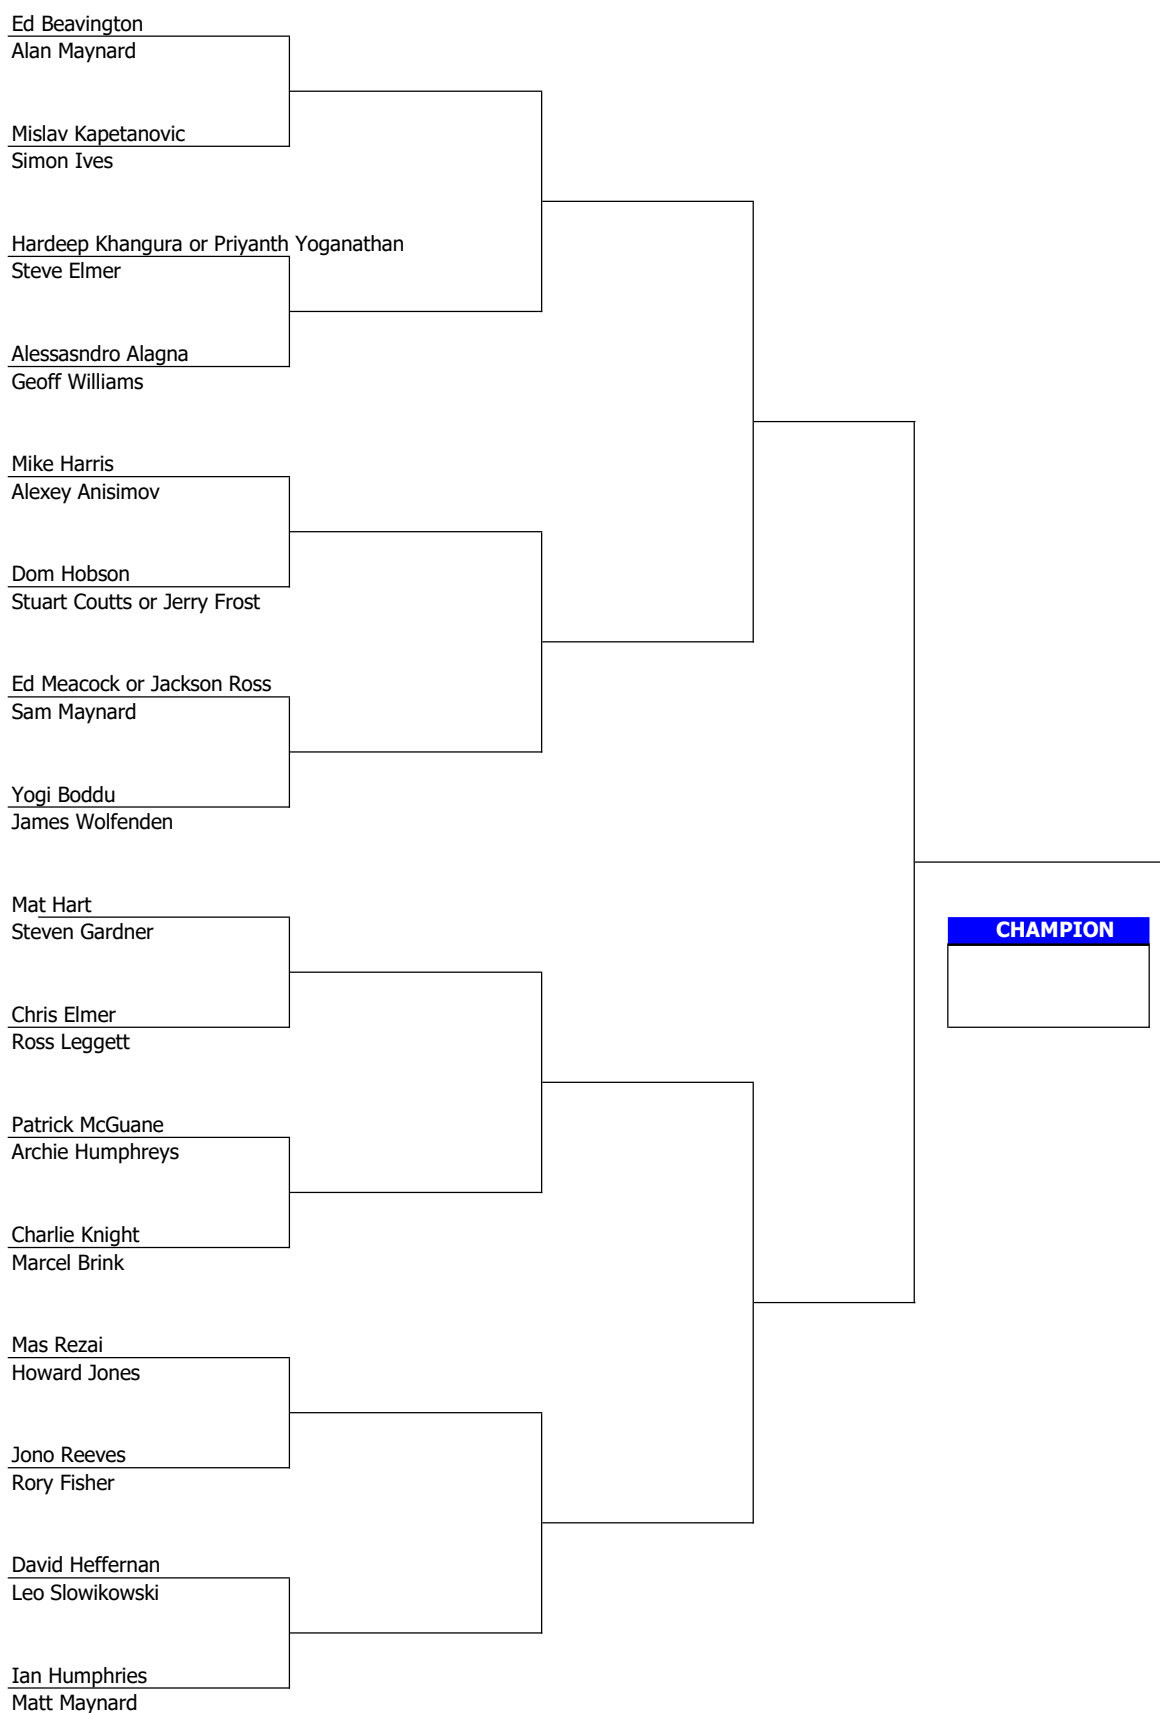 Ed Beavington
Alan Maynard
Mislav Kapetanovic
Simon Ives
Hardeep Khangura or Priyanth Yoganathan
Steve Elmer
Alessasndro Alagna
Geoff Williams
Mike Harris
Alexey Anisimov
Dom Hobson
Stuart Coutts or Jerry Frost
Ed Meacock or Jackson Ross
Sam Maynard
Yogi Boddu
James Wolfenden
Mat Hart
Steven Gardner
CHAMPION
Chris Elmer
Ross Leggett
Patrick McGuane
Archie Humphreys
Charlie Knight
Marcel Brink
Mas Rezai
Howard Jones
Jono Reeves
Rory Fisher
David Heffernan
Leo Slowikowski
Ian Humphries
Matt Maynard